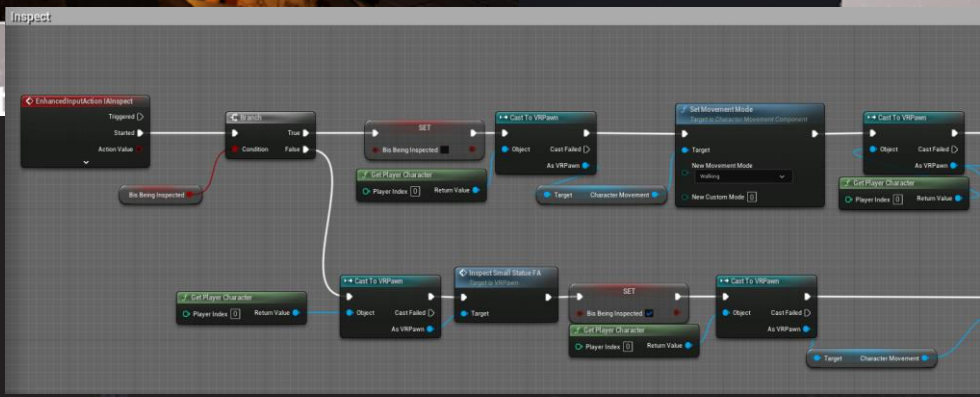 Inspect
EnhancedInputAction IAInspect
Triggered
Started
Action Value
Branch
True
Condition
False
Bis Being Inspected
SET
Bis Being Inspected
Get Player Character
Player Index 0
Return Value
Cast To VRPawn
Object
Cast Failed
As VRPawn
Target
Character Movement
Set Movement Mode
Target is Character Movement Component
Target
New Movement Mode
Walking
New Custom Mode 0
Cast To VRPawn
Object
Cast Failed
As VRPawn
Get Player Character
Player Index 0
Return Value
Get Player Character
Player Index 0
Return Value
Cast To VRPawn
Object
Cast Failed
As VRPawn
Inspect Small Statue FA
Target is VRPawn
Target
SET
Bis Being Inspected
Get Player Character
Player Index 0
Return Value
Cast To VRPawn
Object
Cast Failed
As VRPawn
Target
Character Movement